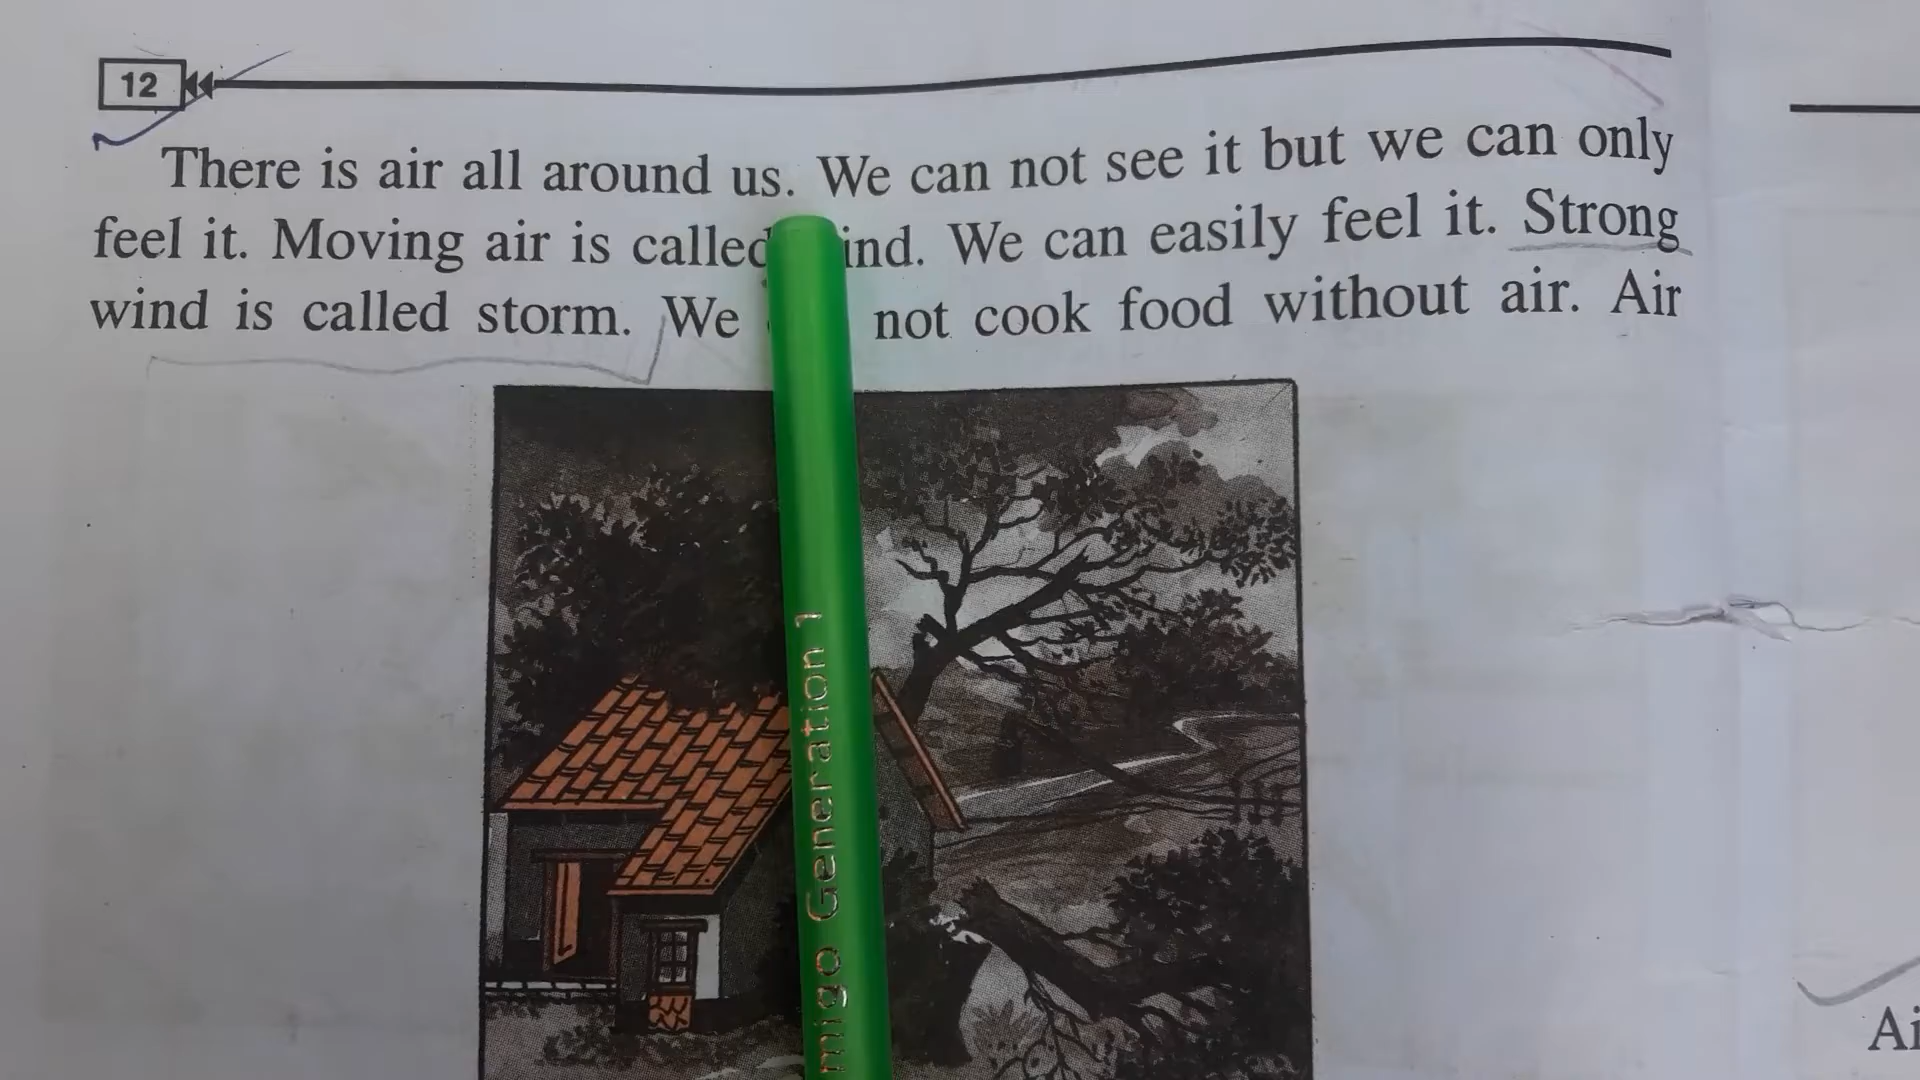 12
There is air all around us. We can not see it but we can only
feel it. Moving air is called ind. We can easily feel it. Strong
wind is called storm. We not cook food without air. Air
migo Generation 1
Ai